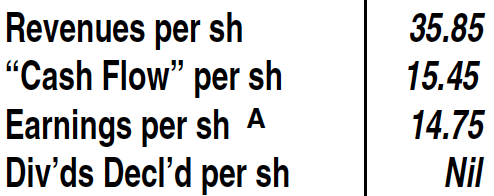 Revenues per sh 35.85
“Cash Flow” per sh 15.45
Earnings per sh A 14.75
Div’ds Decl’d per sh Nil